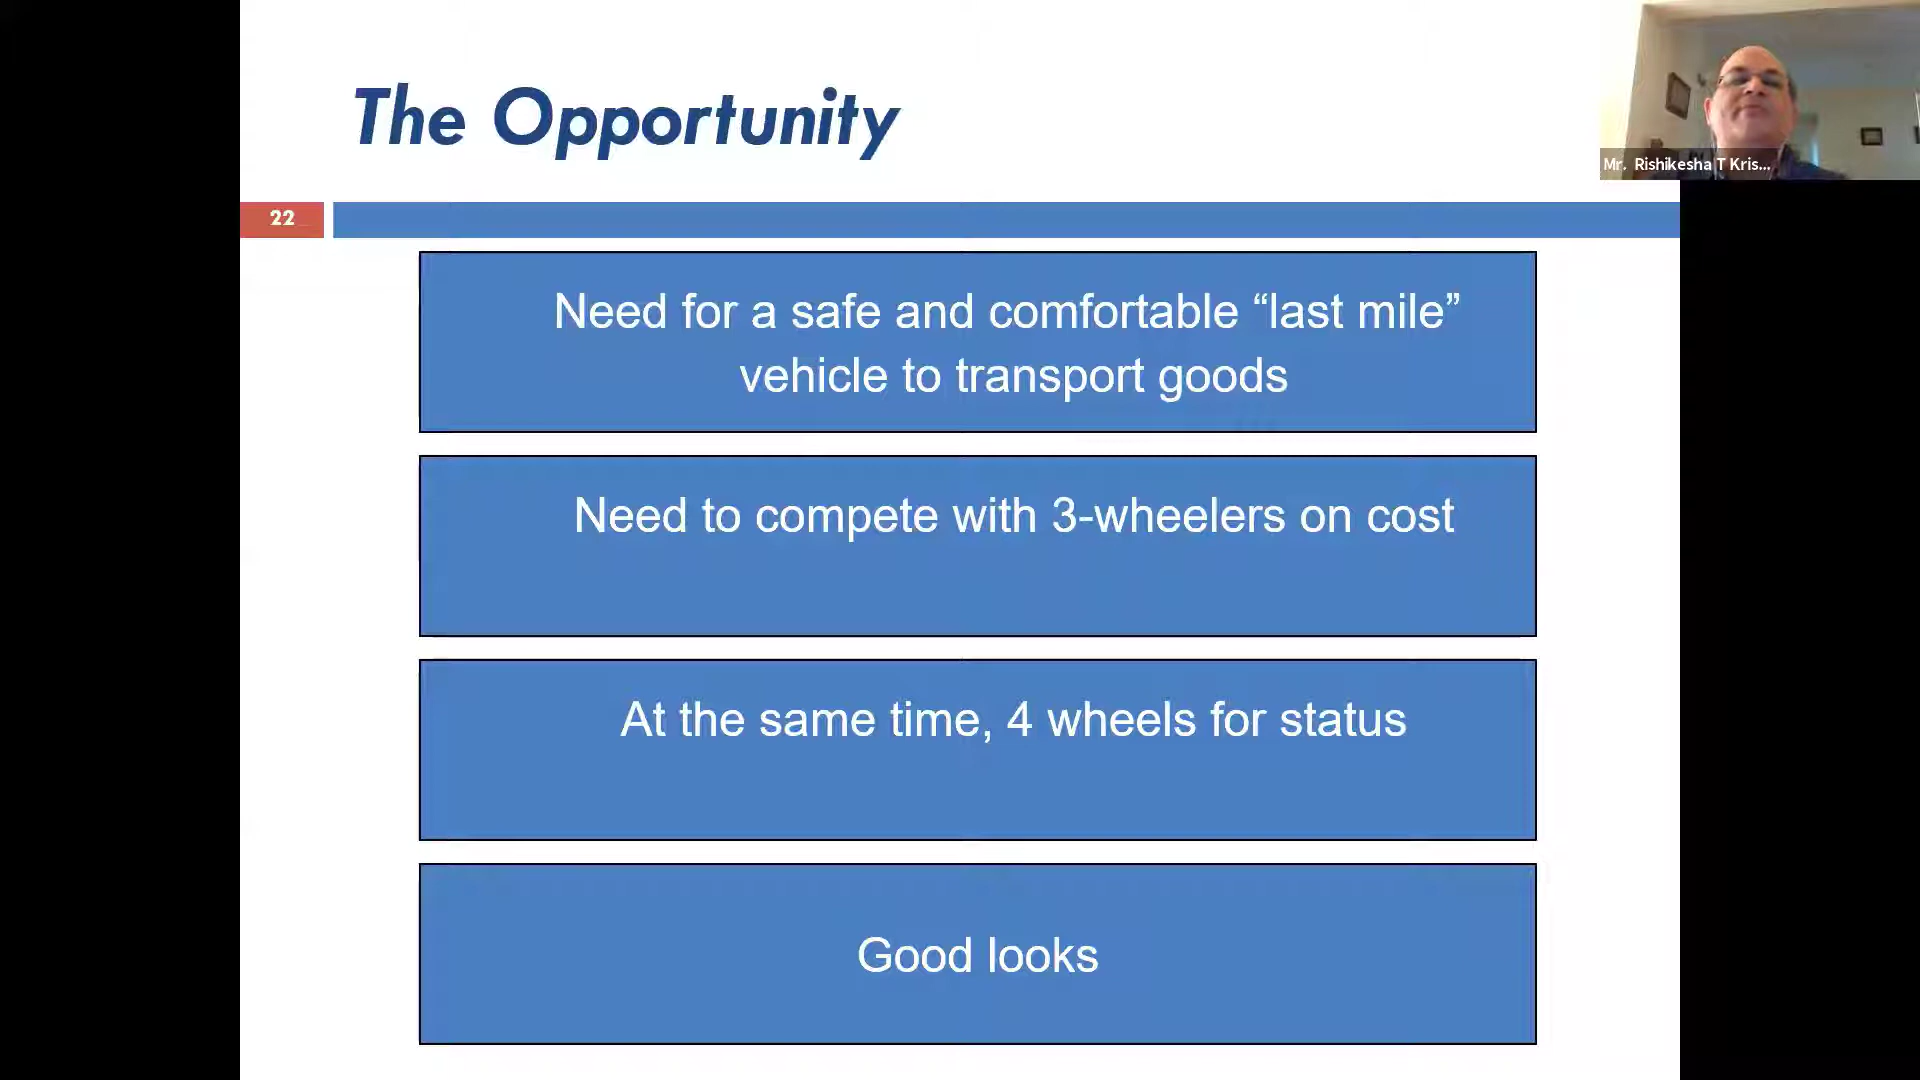 The Opportunity
Mr. Rishikesha T Kris...
22
Need for a safe and comfortable “last mile”
vehicle to transport goods
Need to compete with 3-wheelers on cost
At the same time, 4 wheels for status
Good looks